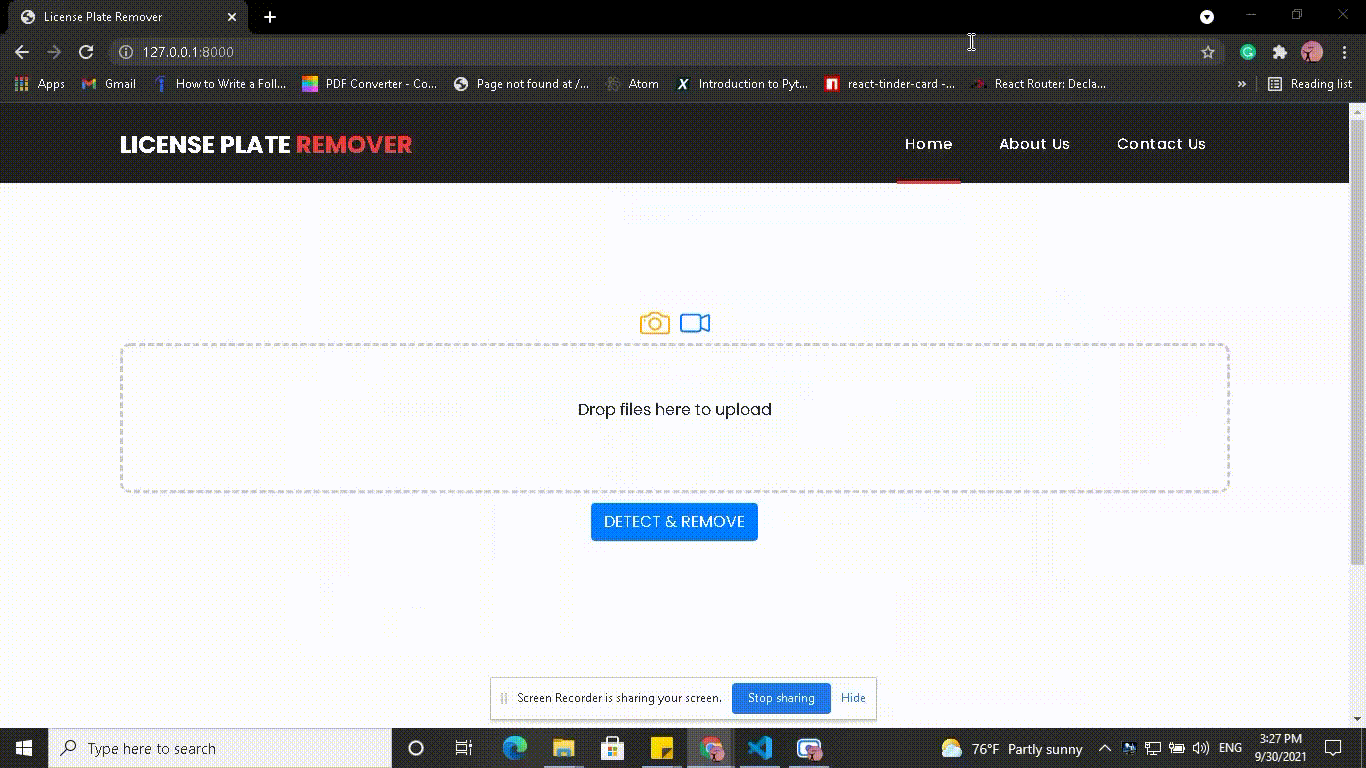 License Plate Remover
127.0.0.1:8000
Apps Gmail How to Write a Foll... PDF Converter - Co... Page not found at /... Atom Introduction to Pyt... react-tinder-card -... React Router: Decla... » Reading list
LICENSE PLATE REMOVER Home About Us Contact Us
Drop files here to upload
DETECT & REMOVE
Screen Recorder is sharing your screen. Stop sharing Hide
Type here to search 76°F Partly sunny ENG 3:27 PM
9/30/2021